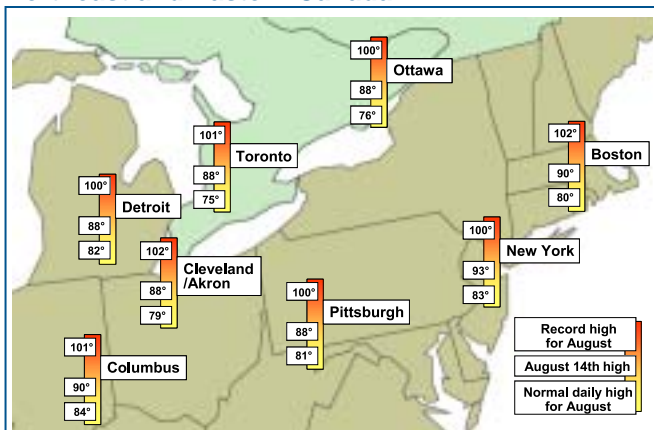 100°
Ottawa
88°
76°
101°
Toronto
88°
75°
102°
Boston
90°
80°
100°
Detroit
88°
82°
102°
Cleveland
/Akron
88°
79°
100°
New York
93°
83°
100°
Pittsburgh
88°
81°
101°
Columbus
90°
84°
Record high
for August
August 14th high
Normal daily high
for August